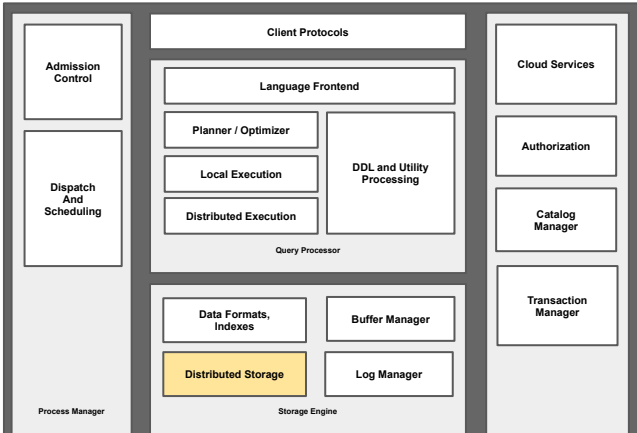 Admission
Control
Dispatch
And
Scheduling
Process Manager
Client Protocols
Language Frontend
Planner / Optimizer
Local Execution
Distributed Execution
DDL and Utility
Processing
Query Processor
Data Formats,
Indexes
Buffer Manager
Distributed Storage
Log Manager
Storage Engine
Cloud Services
Authorization
Catalog
Manager
Transaction
Manager